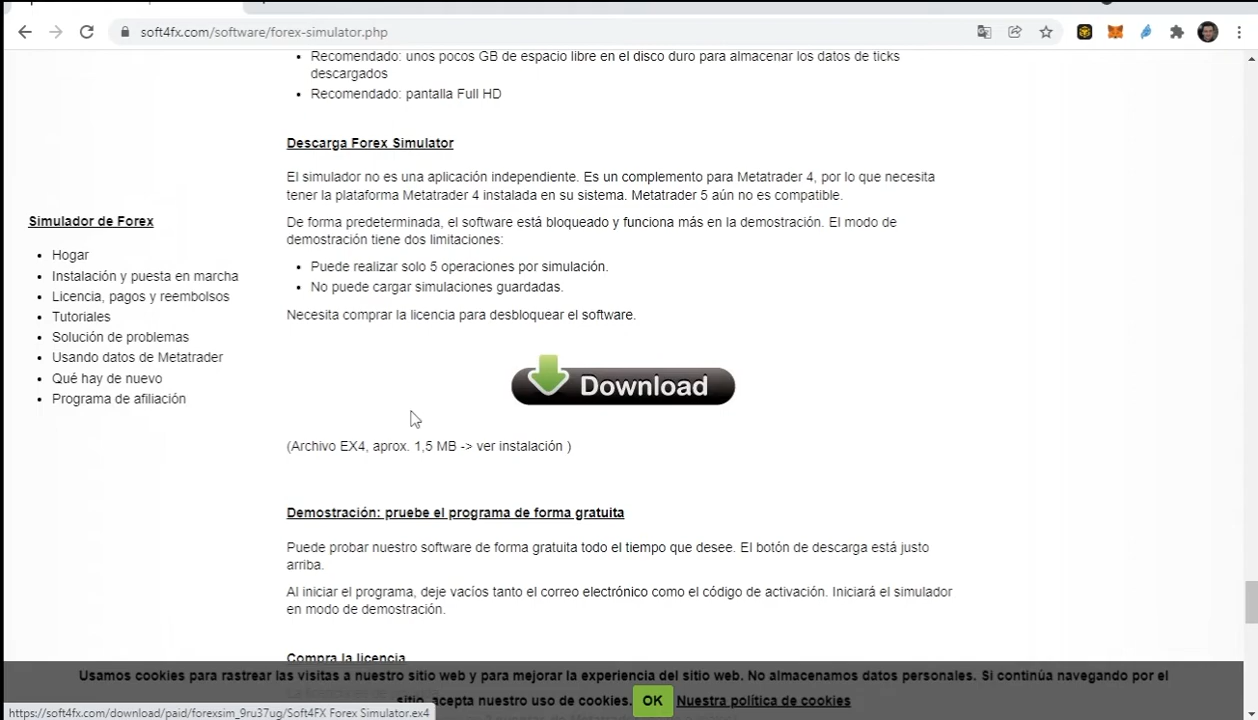 soft4fx.com/software/forex-simulator.php
Recomendado: unos pocos GB de espacio libre en el disco duro para almacenar los datos de ticks
descargados
Recomendado: pantalla Full HD
Descarga Forex Simulator
El simulador no es una aplicación independiente. Es un complemento para Metatrader 4, por lo que necesita
tener la plataforma Metatrader 4 instalada en su sistema. Metatrader 5 aún no es compatible.
Simulador de Forex
Hogar
Instalación y puesta en marcha
Licencia, pagos y reembolsos
Tutoriales
Solución de problemas
Usando datos de Metatrader
Qué hay de nuevo
Programa de afiliación
De forma predeterminada, el software está bloqueado y funciona más en la demostración. El modo de
demostración tiene dos limitaciones:
Puede realizar solo 5 operaciones por simulación.
No puede cargar simulaciones guardadas.
Necesita comprar la licencia para desbloquear el software.
Download
(Archivo EX4, aprox. 1,5 MB -> ver instalación )
Demostración: pruebe el programa de forma gratuita
Puede probar nuestro software de forma gratuita todo el tiempo que desee. El botón de descarga está justo
arriba.
Al iniciar el programa, deje vacíos tanto el correo electrónico como el código de activación. Iniciará el simulador
en modo de demostración.
Compra la licencia
Usamos cookies para rastrear las visitas a nuestro sitio web y para mejorar la experiencia del sitio web. No almacenamos datos personales. Si continúa navegando por el
sitio, acepta nuestro uso de cookies. OK Nuestra política de cookies
https://soft4fx.com/download/paid/forexsim_9ru37ug/Soft4FX Forex Simulator.ex4